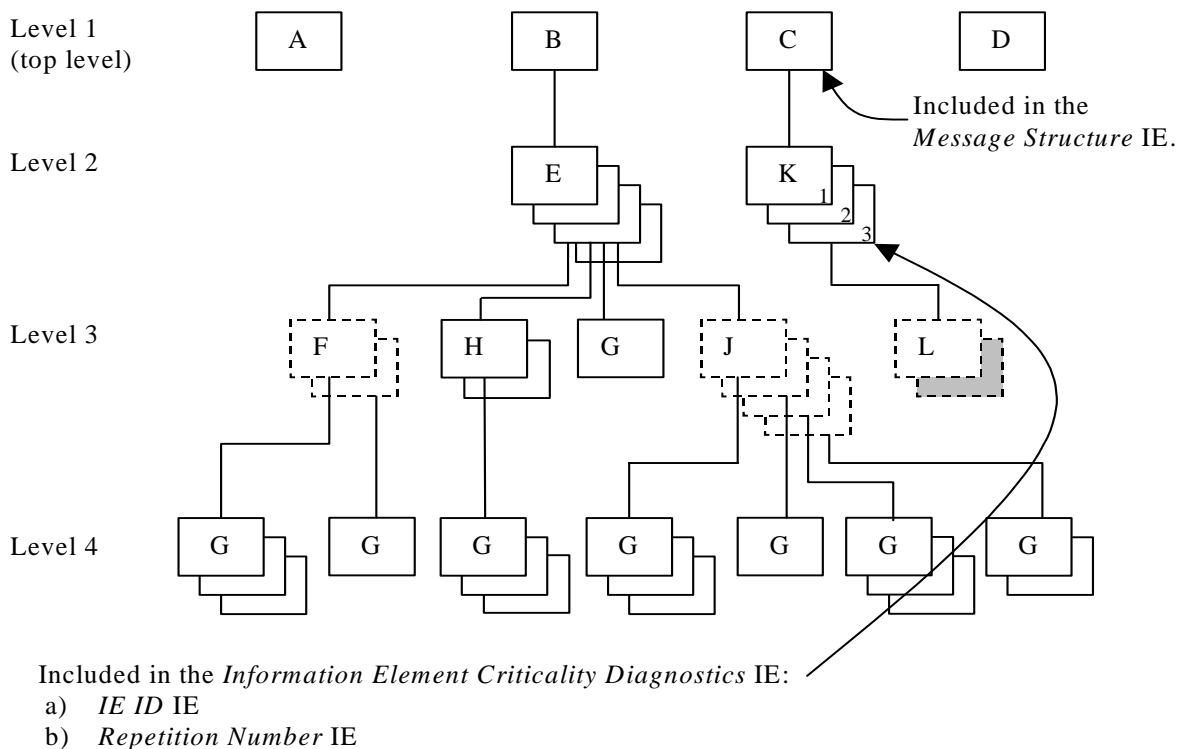 Level 1
(top level)
A
B
C
D
Included in the
Message Structure IE.
Level 2
E
K
1
2
3
Level 3
F
H
G
J
L
Level 4
G
G
G
G
G
G
G
Included in the Information Element Criticality Diagnostics IE:
a) IE ID IE
b) Repetition Number IE